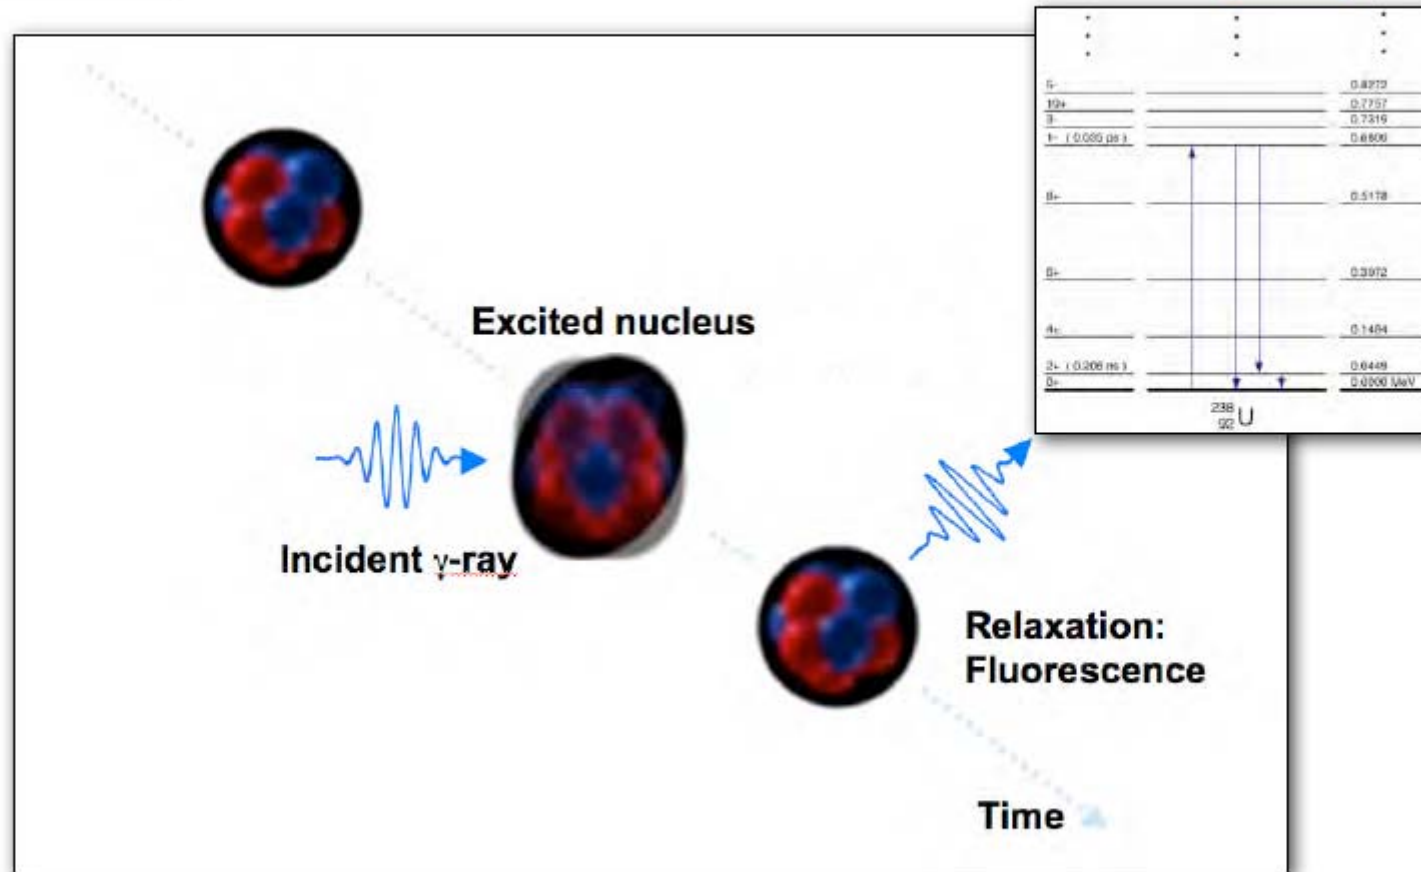 5-
0.8272
10+
0.7757
3-
0.7319
1- ( 0.035 ps )
0.6806
8+
0.5178
6+
0.3072
4+
0.1484
2+ ( 0.206 ns )
0.0449
0+
0.0000 MeV
238
92 U
Excited nucleus
Incident γ-ray
Relaxation:
Fluorescence
Time